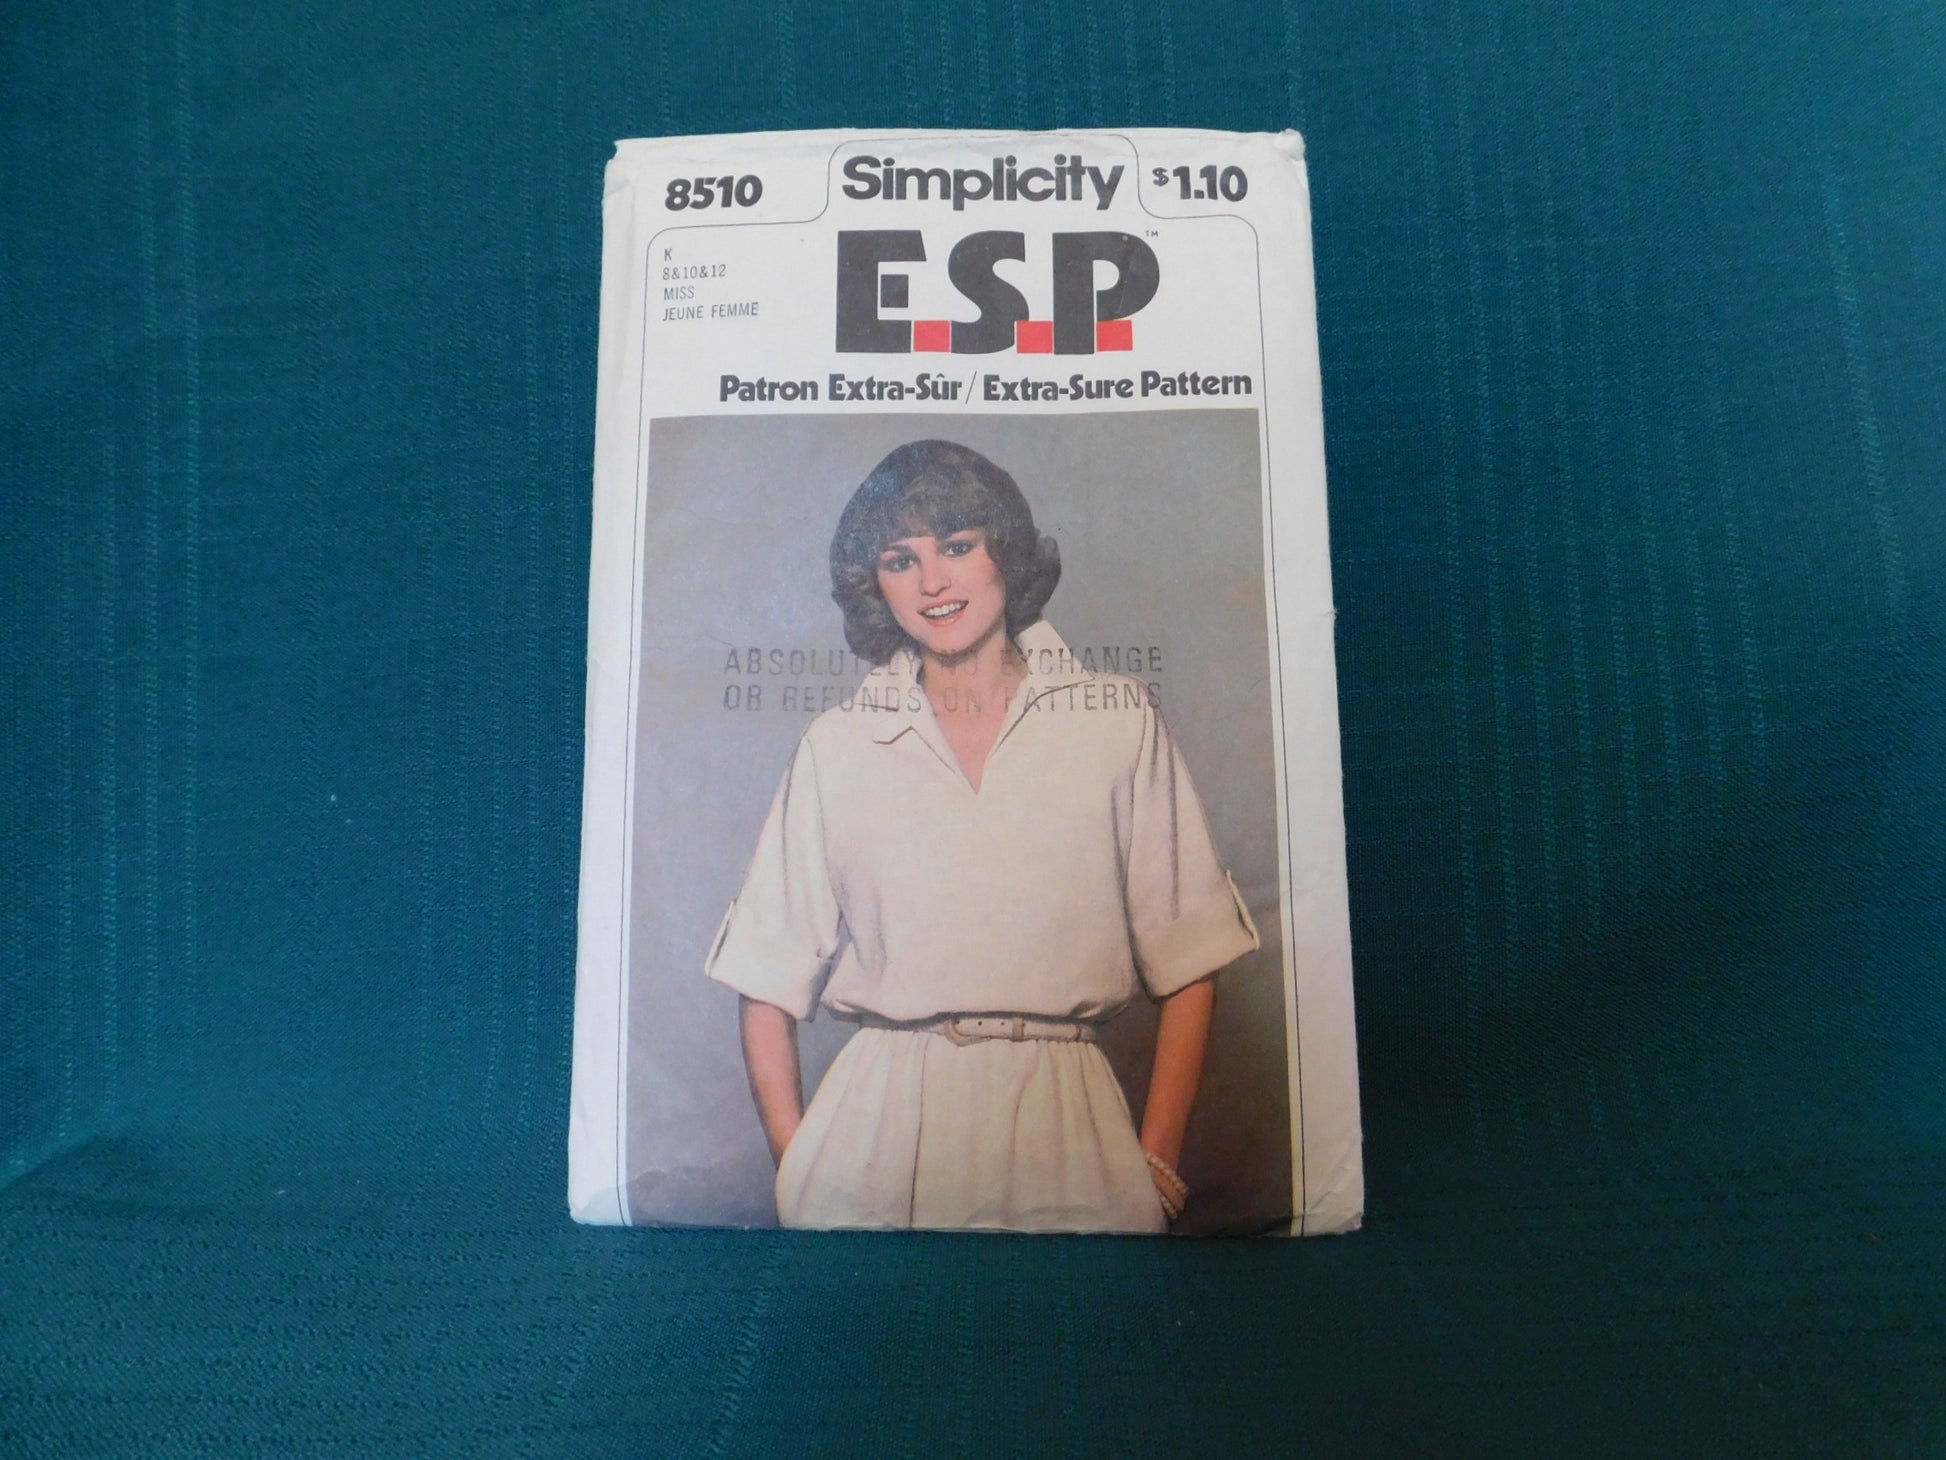 8510 Simplicity $1.10
E.S.P.™
K
8&10&12
MISS
JEUNE FEMME
Patron Extra-Sûr / Extra-Sure Pattern
ABSOLUTELY NO EXCHANGE
OR REFUNDS ON PATTERNS